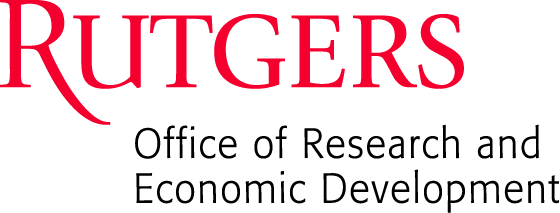 RUTGERS
Office of Research and
Economic Development